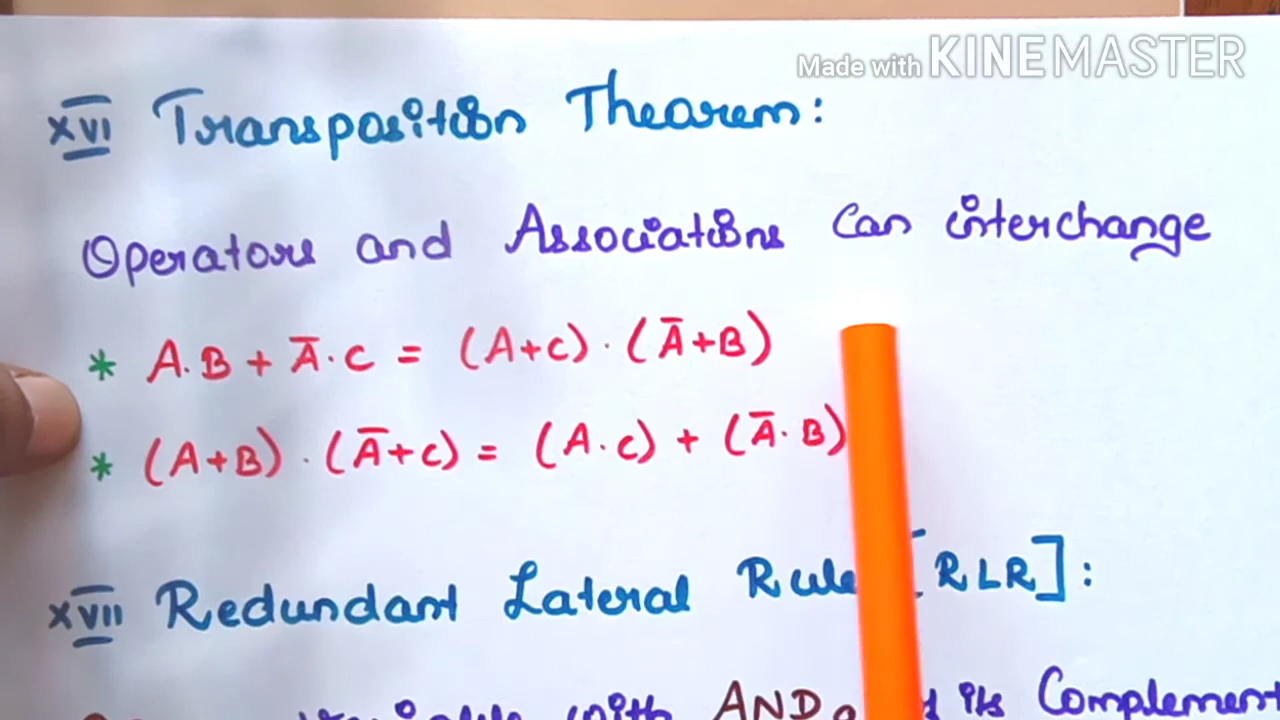 Made with KINEMASTER
XVI Transposition Theorem:
Operators and Associations Can interchange
* A.B + A̅.C = (A+C).(A̅+B)
* (A+B).(A̅+C) = (A.C) + (A̅.B)
XVII Redundant Lateral Rule [RLR]:
with AND its Complement